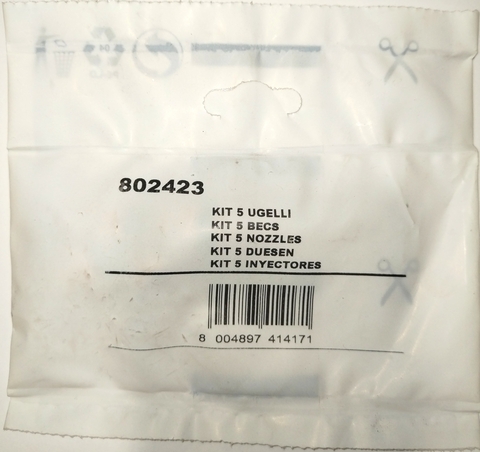 802423
KIT 5 UGELLI
KIT 5 BECS
KIT 5 NOZZLES
KIT 5 DUESEN
KIT 5 INYECTORES
8 004897 414171